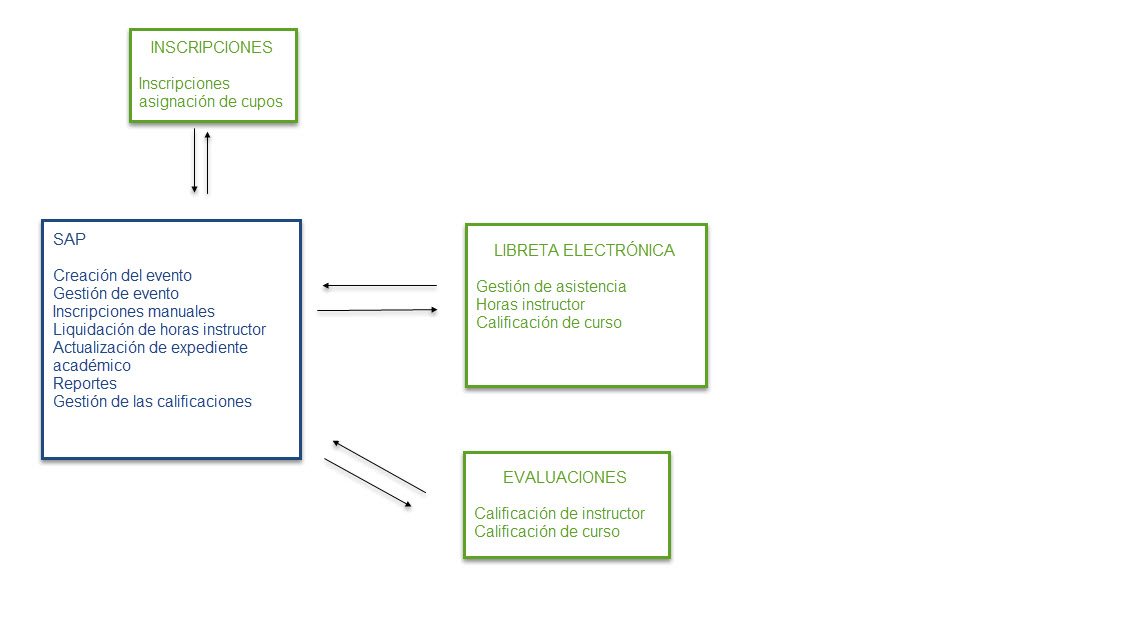 INSCRIPCIONES
Inscripciones
asignación de cupos
SAP
Creación del evento
Gestión de evento
Inscripciones manuales
Liquidación de horas instructor
Actualización de expediente
académico
Reportes
Gestión de las calificaciones
LIBRETA ELECTRÓNICA
Gestión de asistencia
Horas instructor
Calificación de curso
EVALUACIONES
Calificación de instructor
Calificación de curso